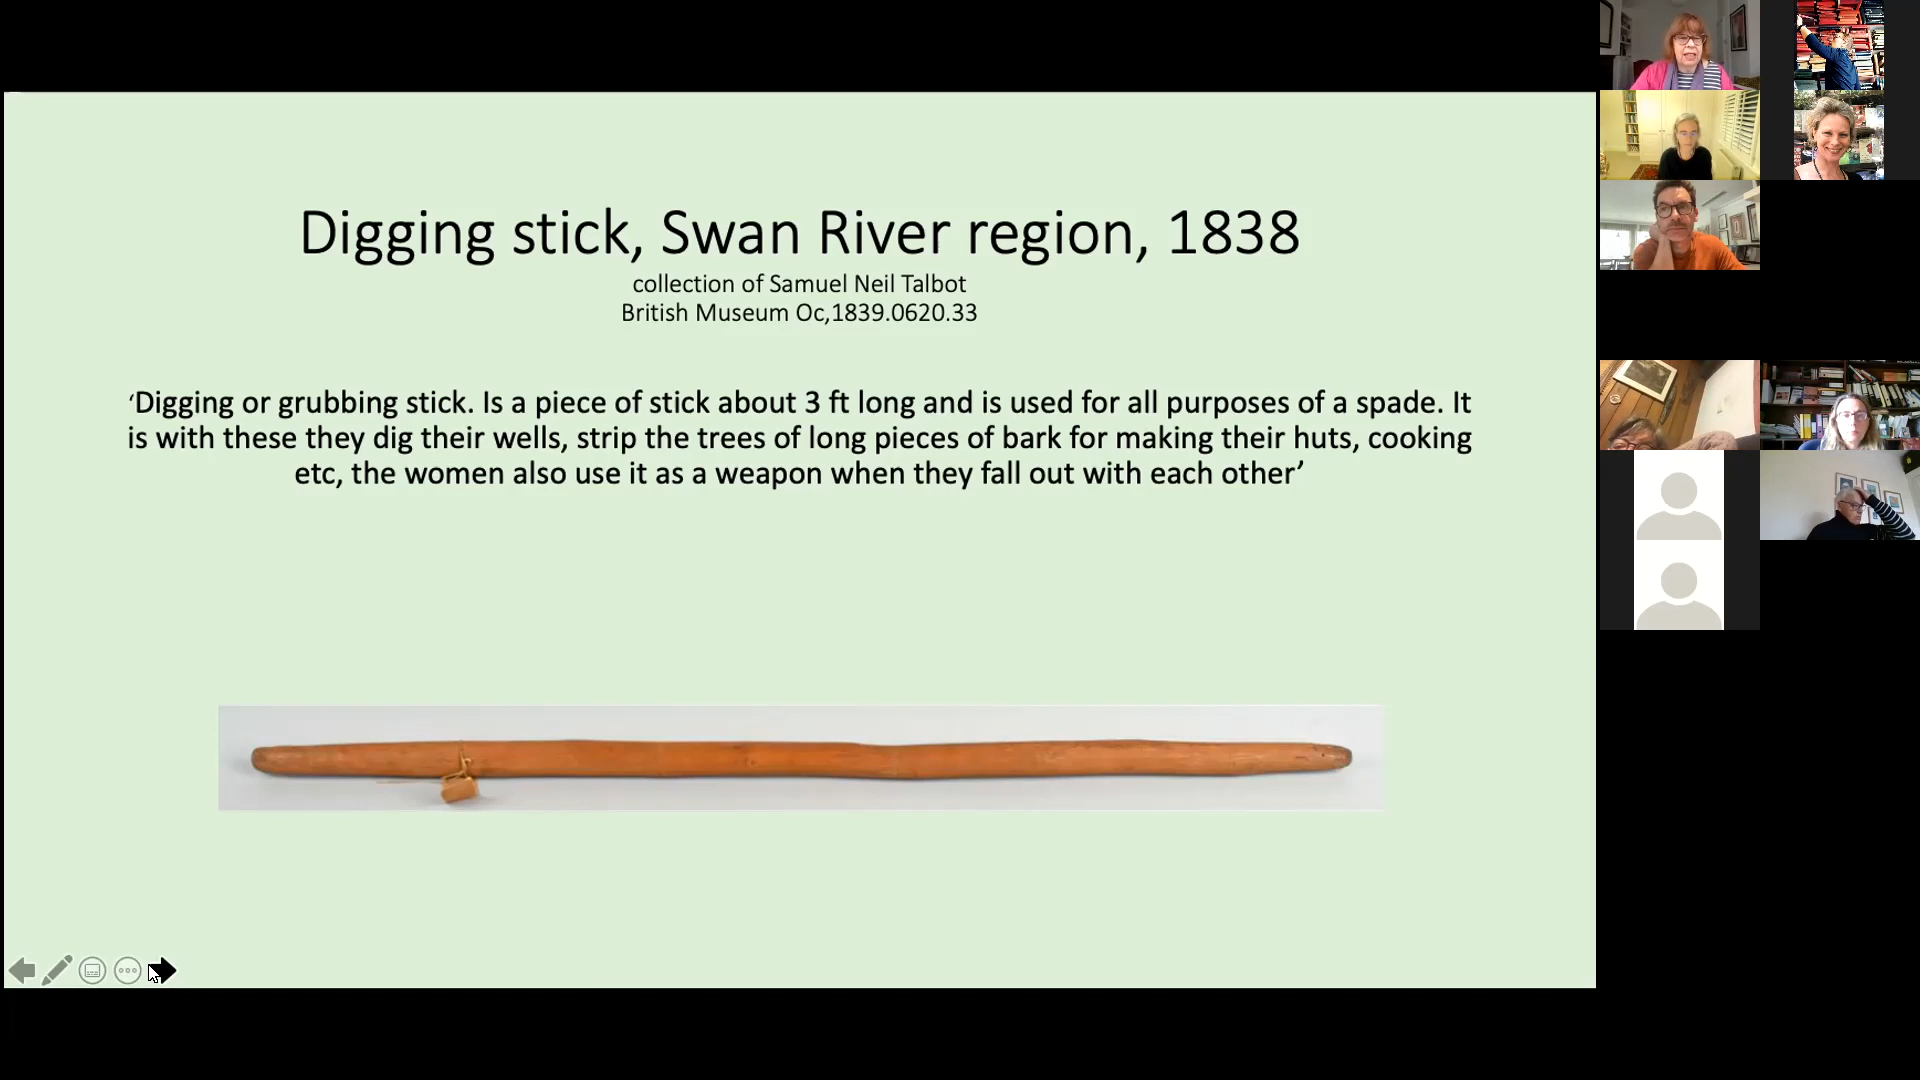 Digging stick, Swan River region, 1838
collection of Samuel Neil Talbot
British Museum Oc,1839.0620.33
‘Digging or grubbing stick. Is a piece of stick about 3 ft long and is used for all purposes of a spade. It
is with these they dig their wells, strip the trees of long pieces of bark for making their huts, cooking
etc, the women also use it as a weapon when they fall out with each other’